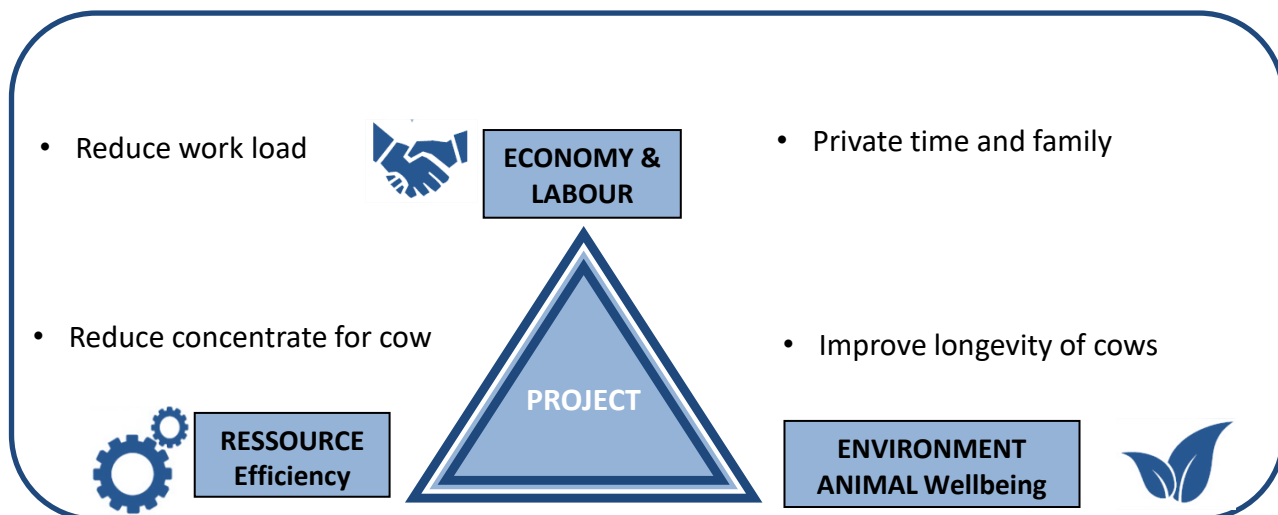 • Reduce work load
ECONOMY &
LABOUR
• Private time and family
• Reduce concentrate for cow
• Improve longevity of cows
PROJECT
RESSOURCE
Efficiency
ENVIRONMENT
ANIMAL Wellbeing